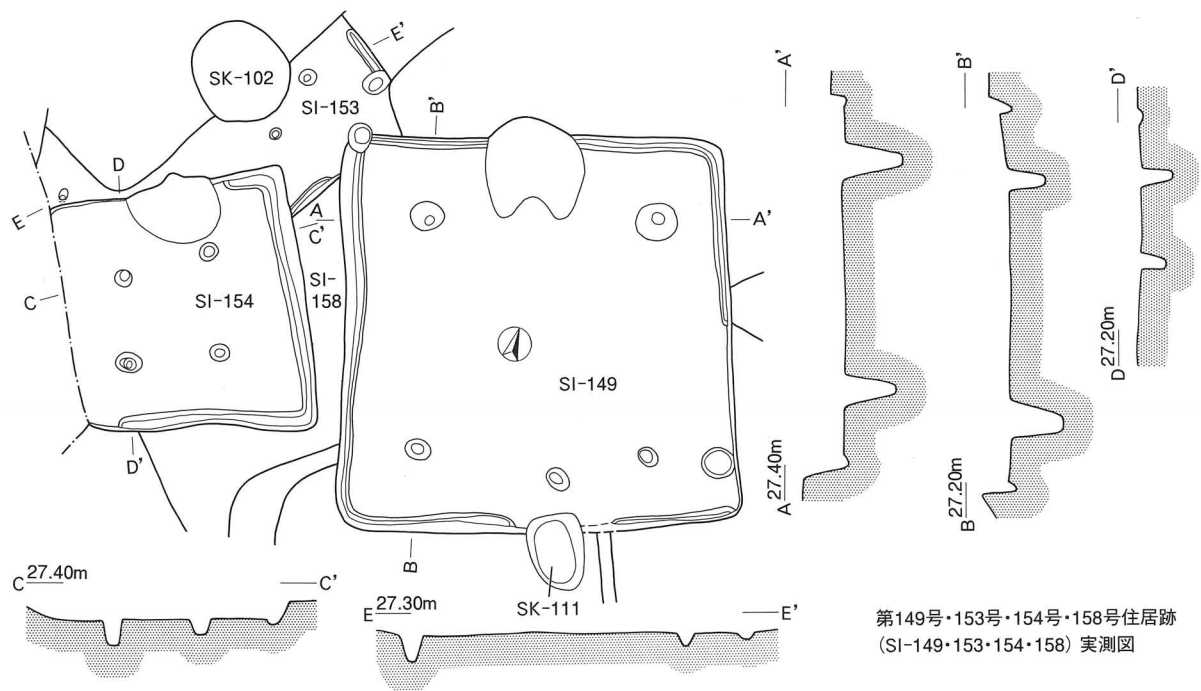 SK-102
E'
SI-153
B'
D
E
A
C'
A'
SI-
158
C
SI-154
SI-149
D'
B
SK-111
A'
B'
D'
A 27.40m
B 27.20m
D 27.20m
C 27.40m
C'
E 27.30m
E'
第149号・153号・154号・158号住居跡
(SI-149・153・154・158) 実測図